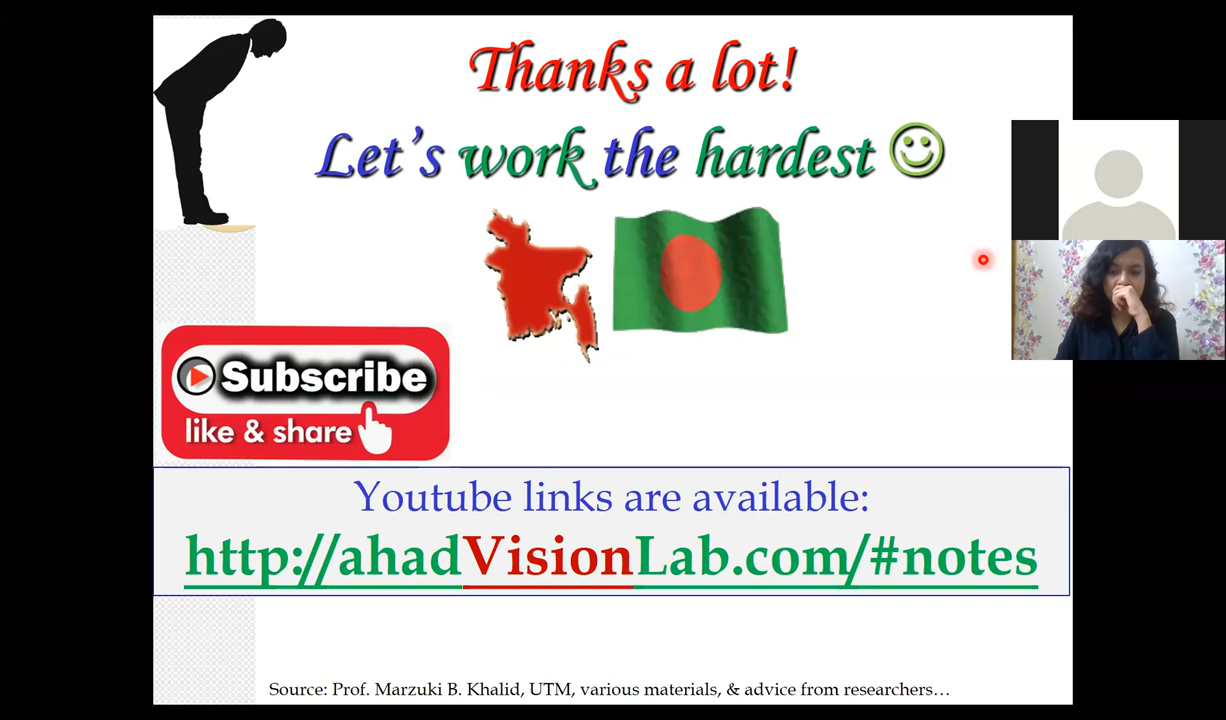 Thanks a lot!
Let’s work the hardest
Subscribe
like & share
Youtube links are available:
http://ahadVisionLab.com/#notes
Source: Prof. Marzuki B. Khalid, UTM, various materials, & advice from researchers…